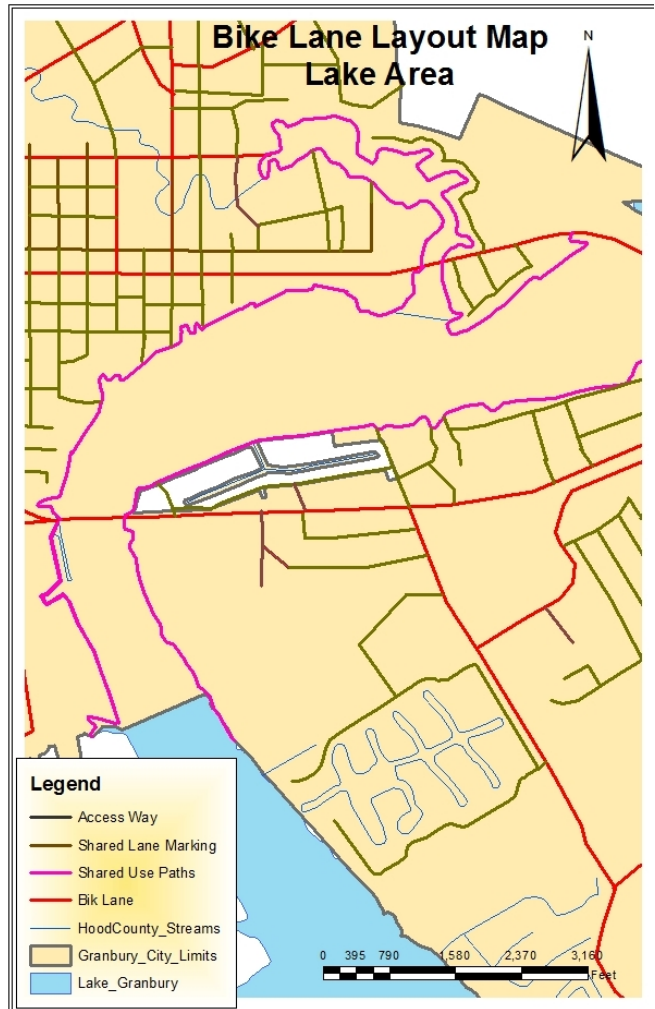 Bike Lane Layout Map
Lake Area
N
Legend
Access Way
Shared Lane Marking
Shared Use Paths
Bik Lane
HoodCounty_Streams
Granbury_City_Limits
Lake_Granbury
0 395 790 1,580 2,370 3,160
Feet